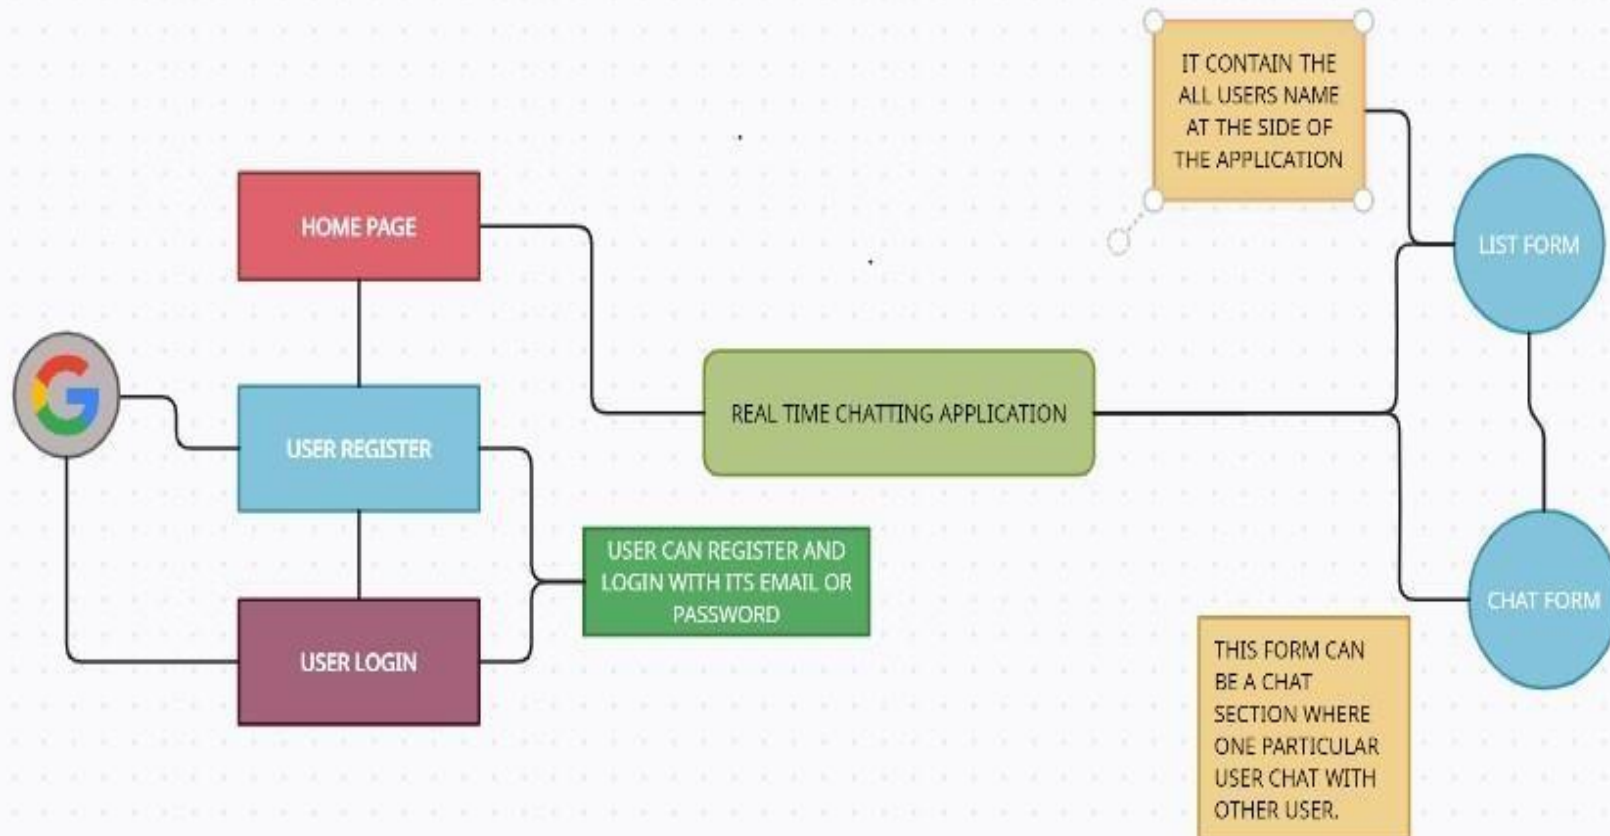 IT CONTAIN THE
ALL USERS NAME
AT THE SIDE OF
THE APPLICATION
HOME PAGE
LIST FORM
USER REGISTER
REAL TIME CHATTING APPLICATION
USER CAN REGISTER AND
LOGIN WITH ITS EMAIL OR
PASSWORD
USER LOGIN
CHAT FORM
THIS FORM CAN
BE A CHAT
SECTION WHERE
ONE PARTICULAR
USER CHAT WITH
OTHER USER.